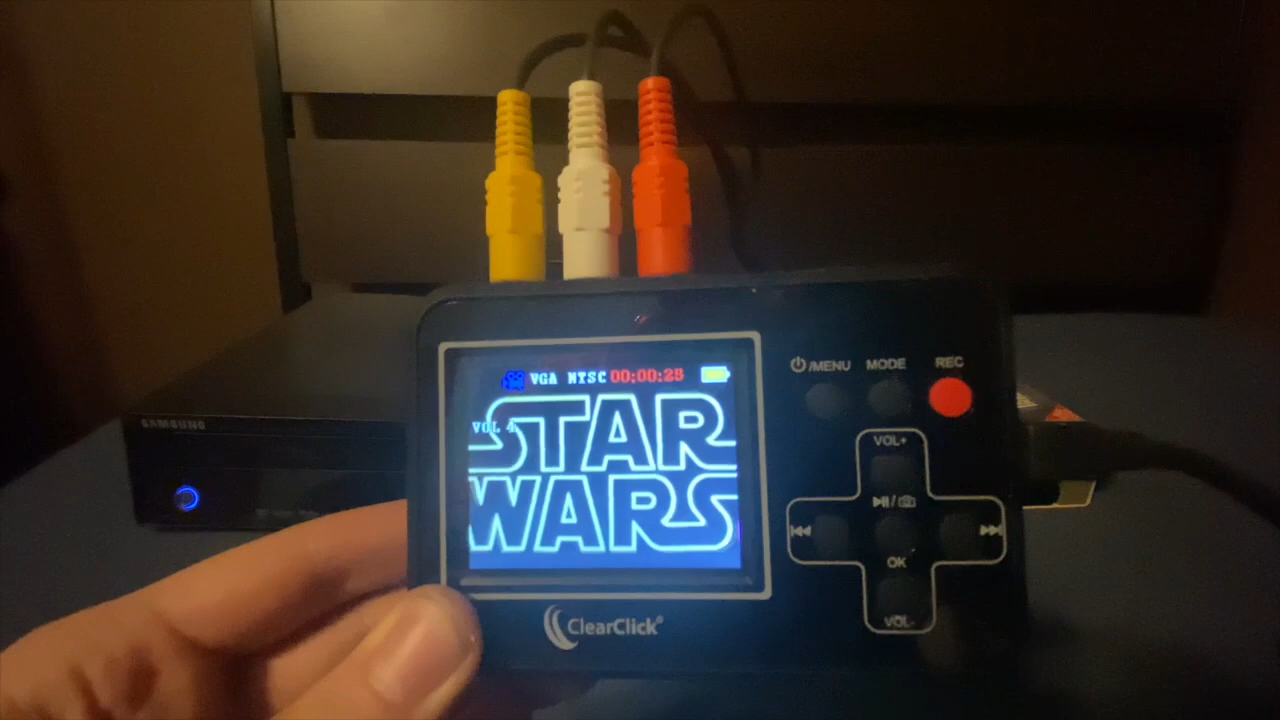 SAMSUNG
VGA NTSC 00:00:25
VOL 4
STAR
WARS
ClearClick®
/MENU MODE REC
VOL+
/
OK
VOL-